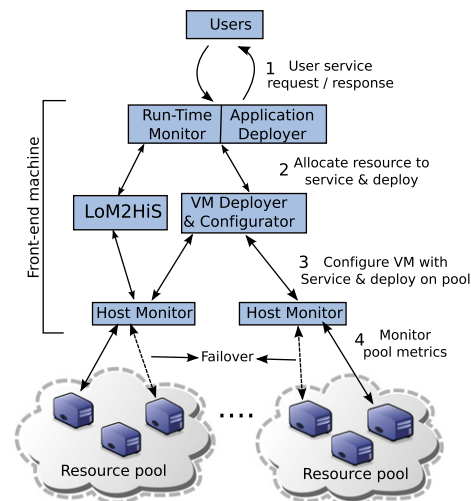 Users
1 User service
request / response
Run-Time
Monitor
Application
Deployer
2 Allocate resource to
service & deploy
Front-end machine
LoM2HiS
VM Deployer
& Configurator
3 Configure VM with
Service & deploy on pool
Host Monitor
Host Monitor
4 Monitor
pool metrics
Failover
....
Resource pool
Resource pool